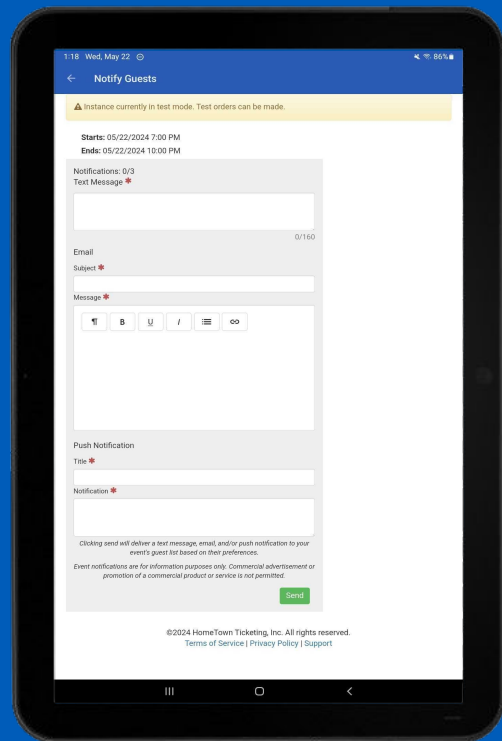 1:18 Wed, May 22
86%
Notify Guests
Instance currently in test mode. Test orders can be made.
Starts: 05/22/2024 7:00 PM
Ends: 05/22/2024 10:00 PM
Notifications: 0/3
Text Message *
0/160
Email
Subject *
Message *
¶ B U I
Push Notification
Title *
Notification *
Clicking send will deliver a text message, email, and/or push notification to your
event's guest list based on their preferences.
Event notifications are for information purposes only. Commercial advertisement or
promotion of a commercial product or service is not permitted.
Send
©2024 HomeTown Ticketing, Inc. All rights reserved.
Terms of Service | Privacy Policy | Support